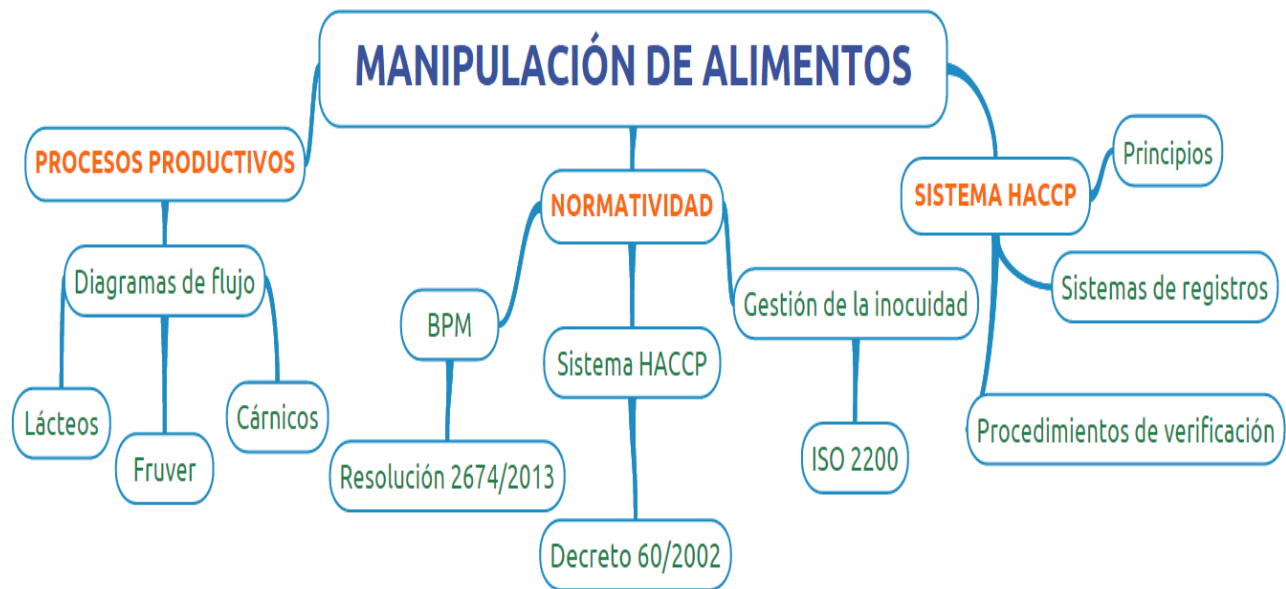 MANIPULACIÓN DE ALIMENTOS
PROCESOS PRODUCTIVOS
Diagramas de flujo
Lácteos
Fruver
Cárnicos
NORMATIVIDAD
BPM
Resolución 2674/2013
Sistema HACCP
Decreto 60/2002
Gestión de la inocuidad
ISO 2200
SISTEMA HACCP
Principios
Sistemas de registros
Procedimientos de verificación